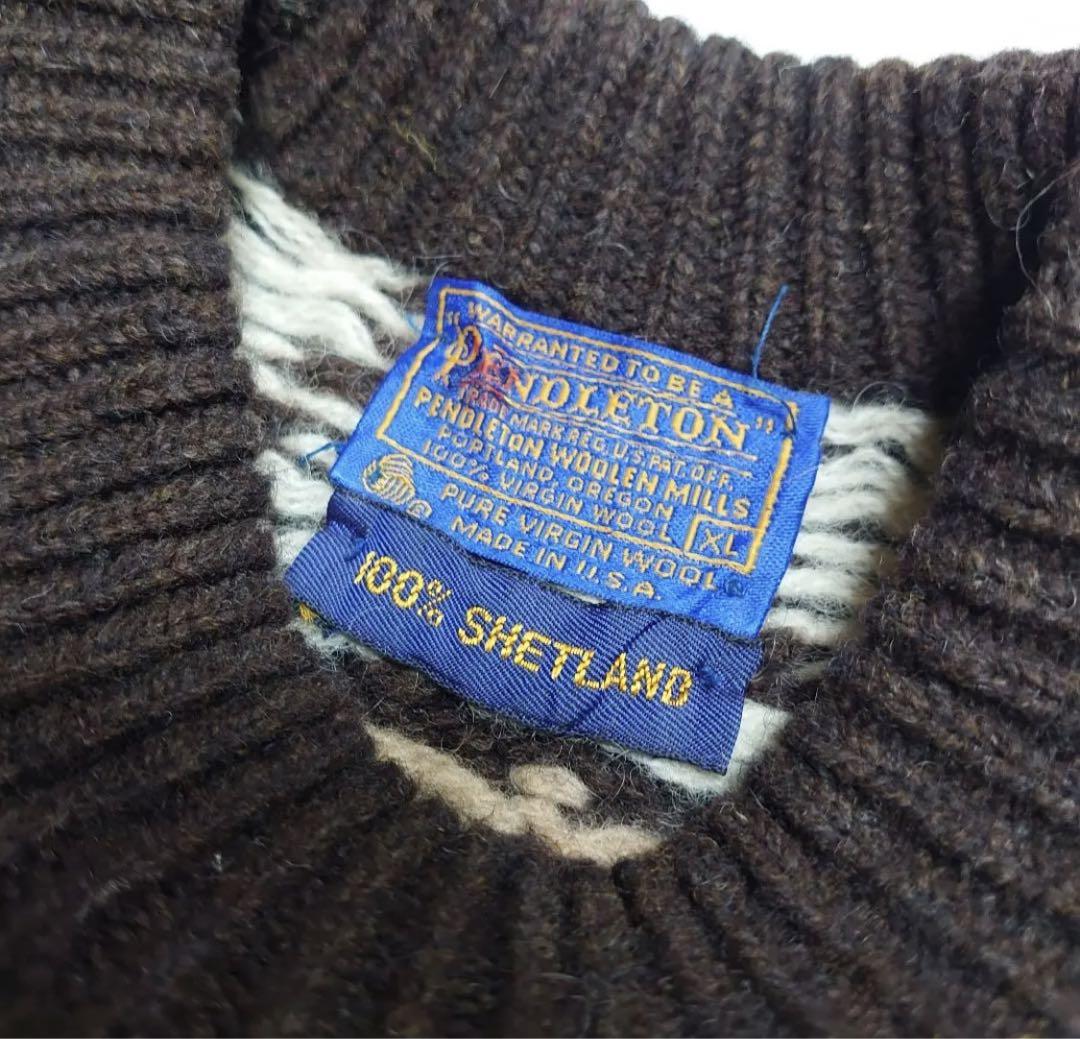 WARRANTED TO BE A
"PENDLETON"
TRADE MARK REG. U.S. PAT. OFF.
PENDLETON WOOLEN MILLS
PORTLAND, OREGON
100% VIRGIN WOOL
XL
PURE VIRGIN WOOL®
MADE IN U.S.A.
100% SHETLAND